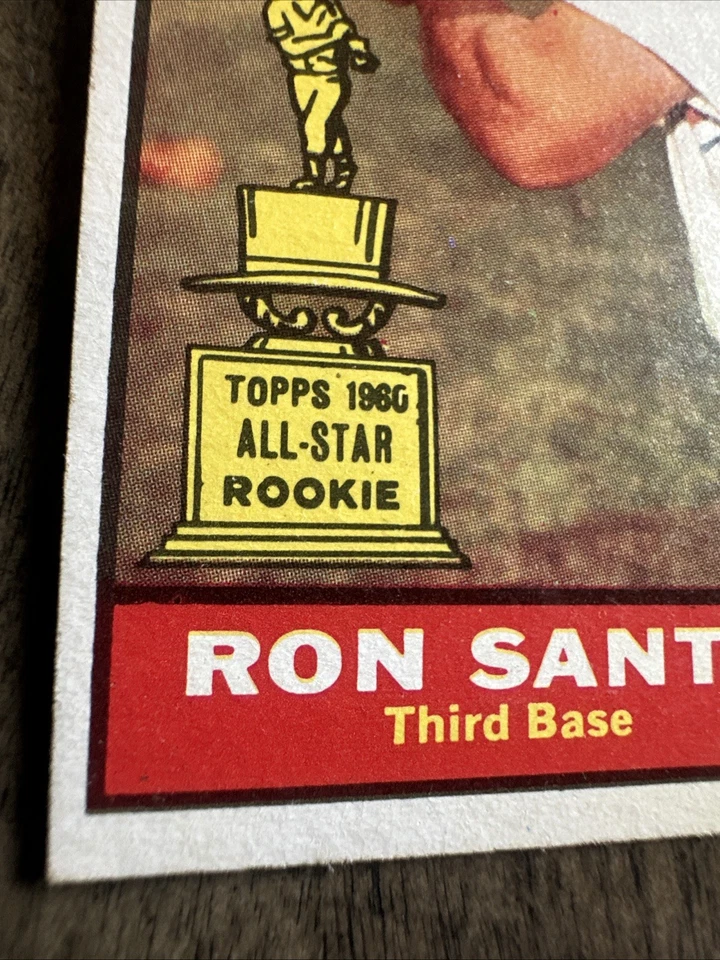 TOPPS 1960
ALL-STAR
ROOKIE
RON SANT
Third Base